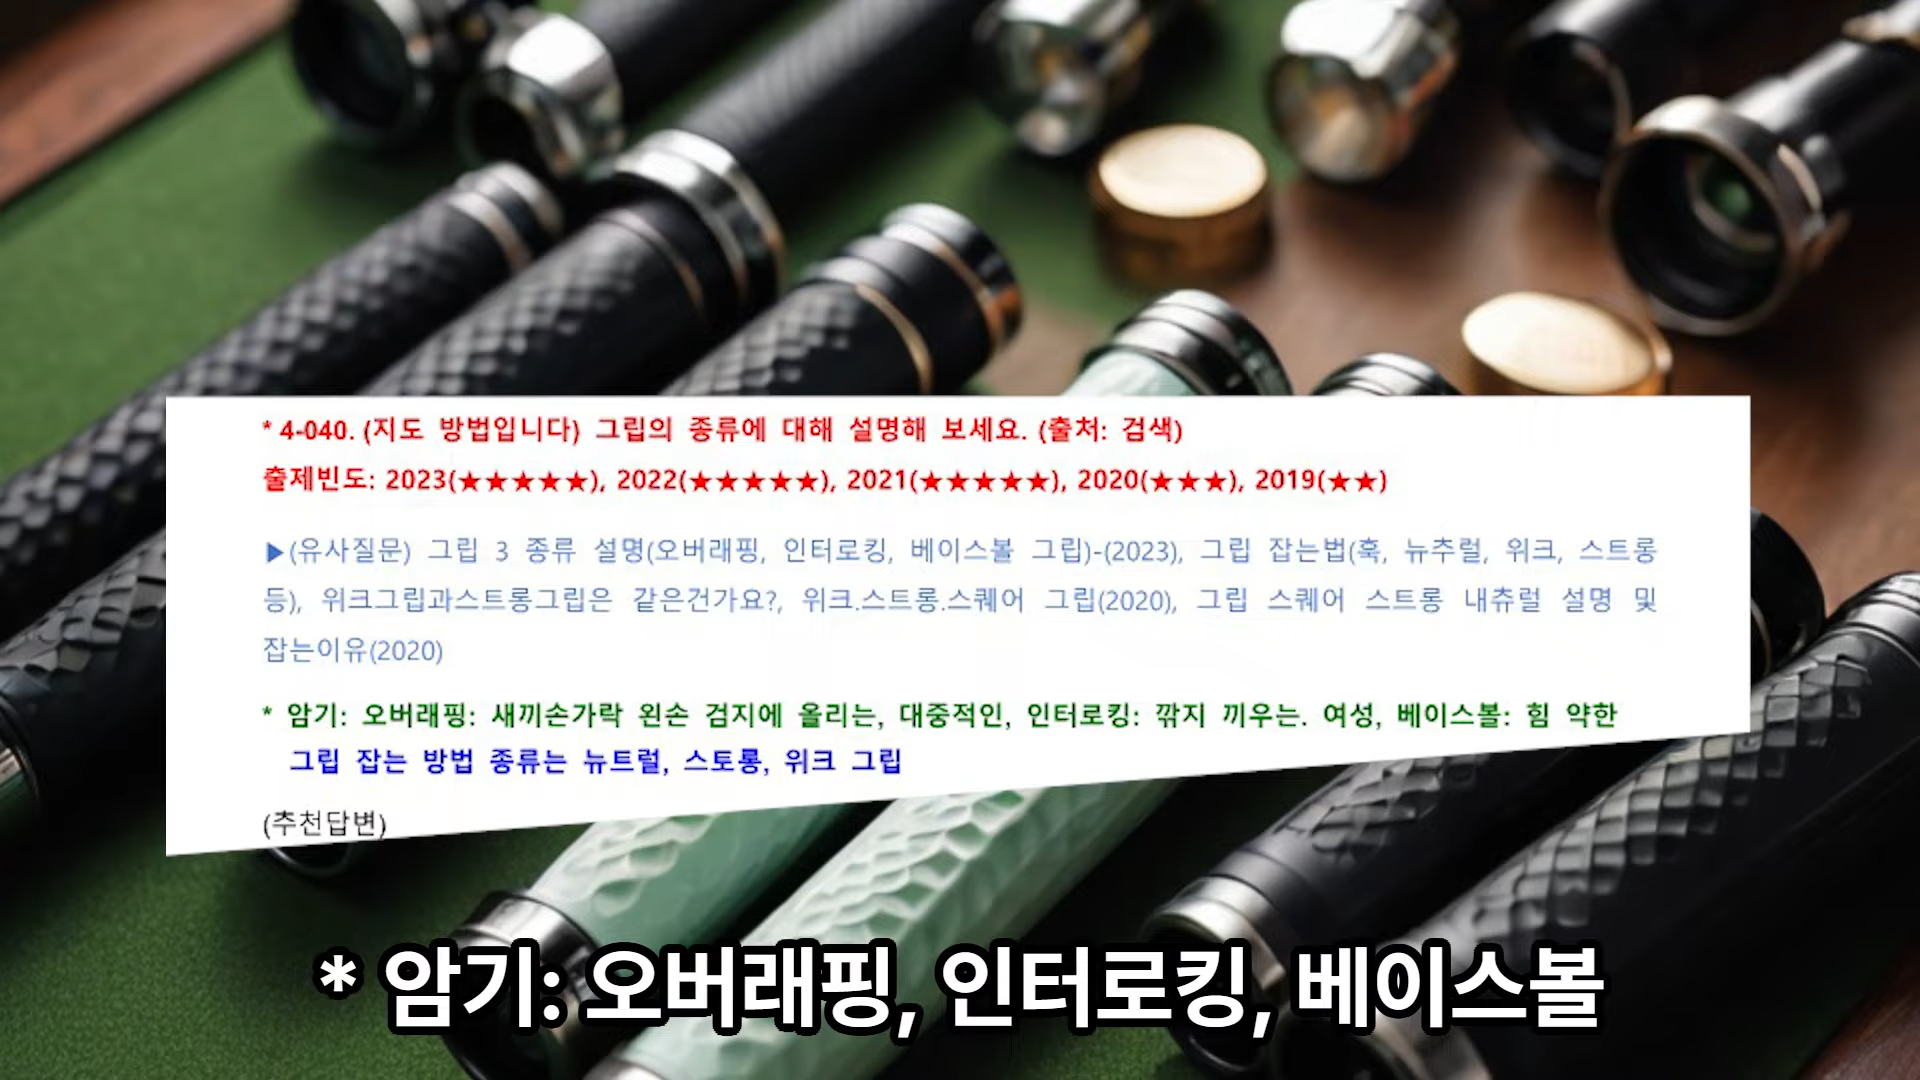 * 4-040. (지도 방법입니다) 그립의 종류에 대해 설명해 보세요. (출처: 검색)
출제빈도: 2023(★★★★★), 2022(★★★★★), 2021(★★★★★), 2020(★★★), 2019(★★)
▶(유사질문) 그립 3 종류 설명(오버래핑, 인터로킹, 베이스볼 그립)-(2023), 그립 잡는법(훅, 뉴추럴, 위크, 스트롱
등), 위크그립과스트롱그립은 같은건가요?, 위크.스트롱.스퀘어 그립(2020), 그립 스퀘어 스트롱 내츄럴 설명 및
잡는이유(2020)
* 암기: 오버래핑: 새끼손가락 왼손 검지에 올리는, 대중적인, 인터로킹: 깎지 끼우는. 여성, 베이스볼: 힘 약한
그립 잡는 방법 종류는 뉴트럴, 스토롱, 위크 그립
(추천답변)
* 암기: 오버래핑, 인터로킹, 베이스볼